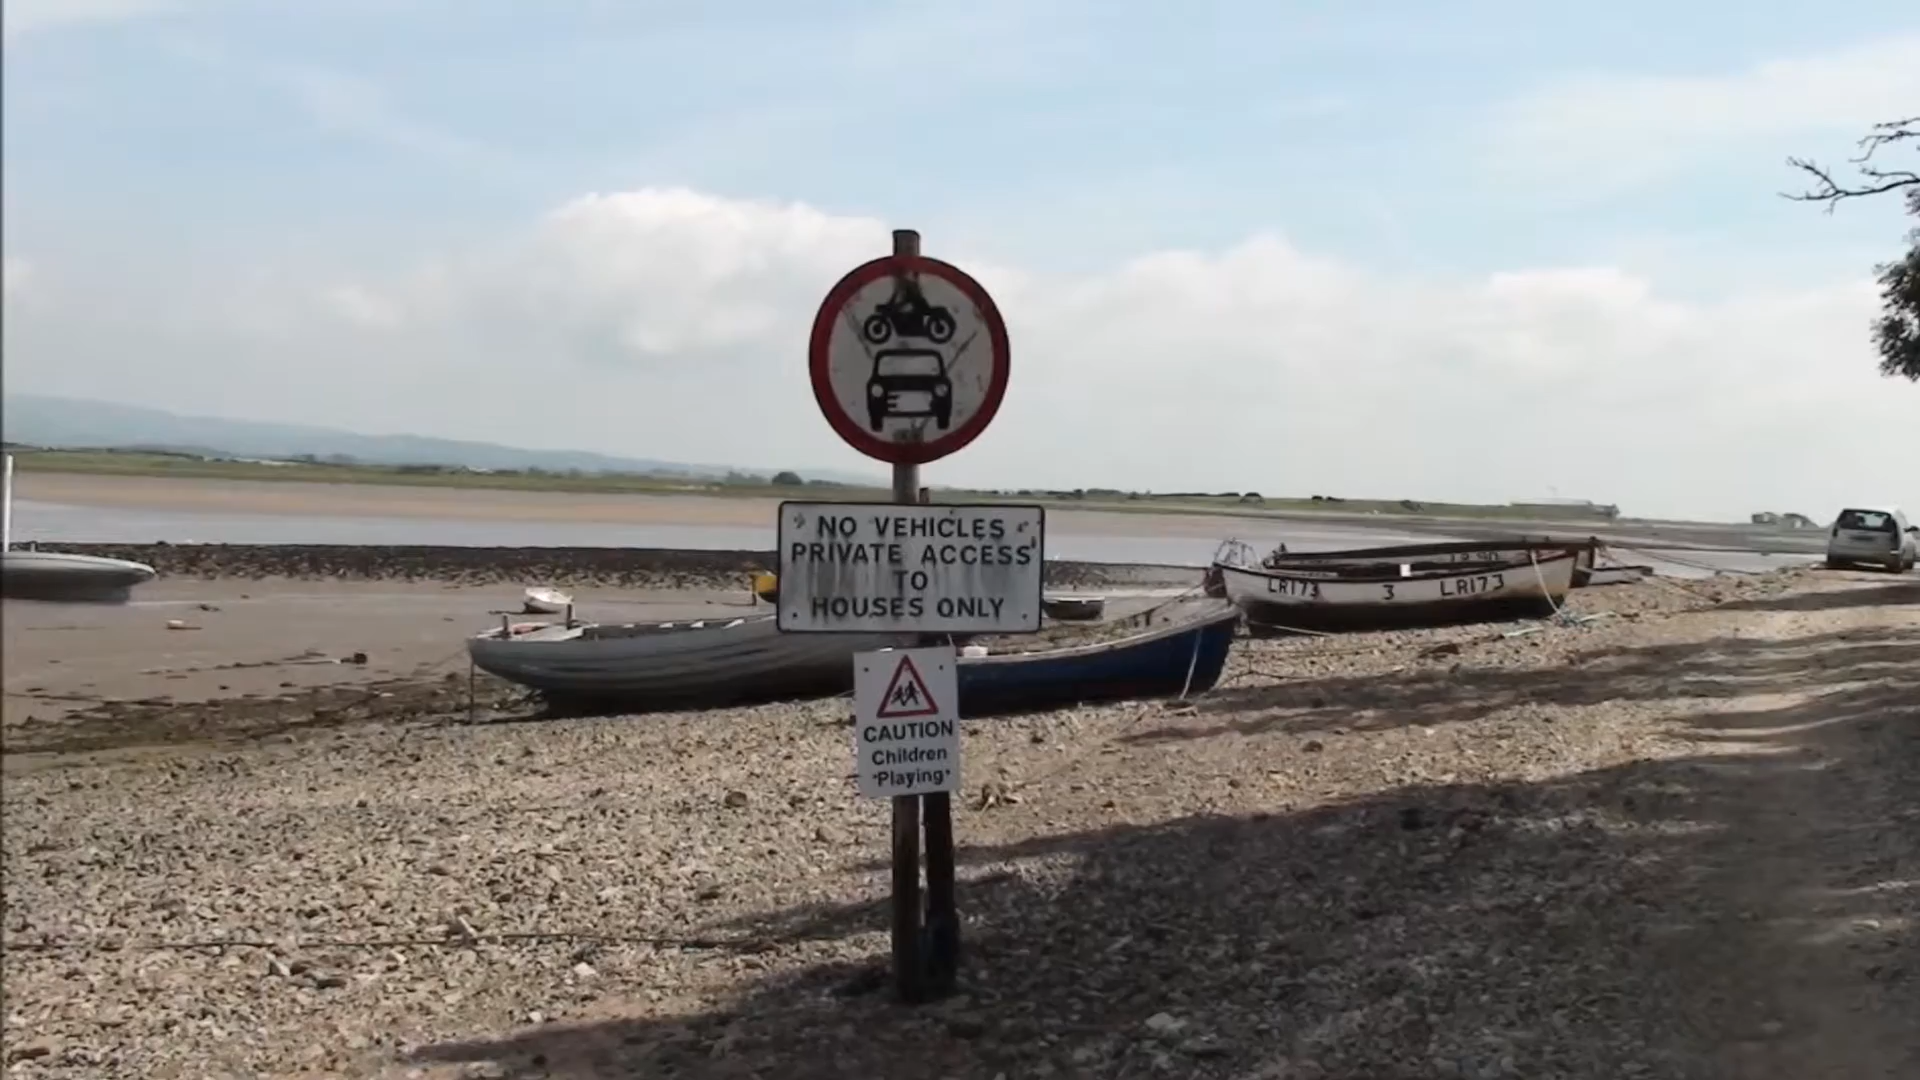 NO VEHICLES
PRIVATE ACCESS
TO
HOUSES ONLY
CAUTION
Children
"Playing"
LR173 3 LR173